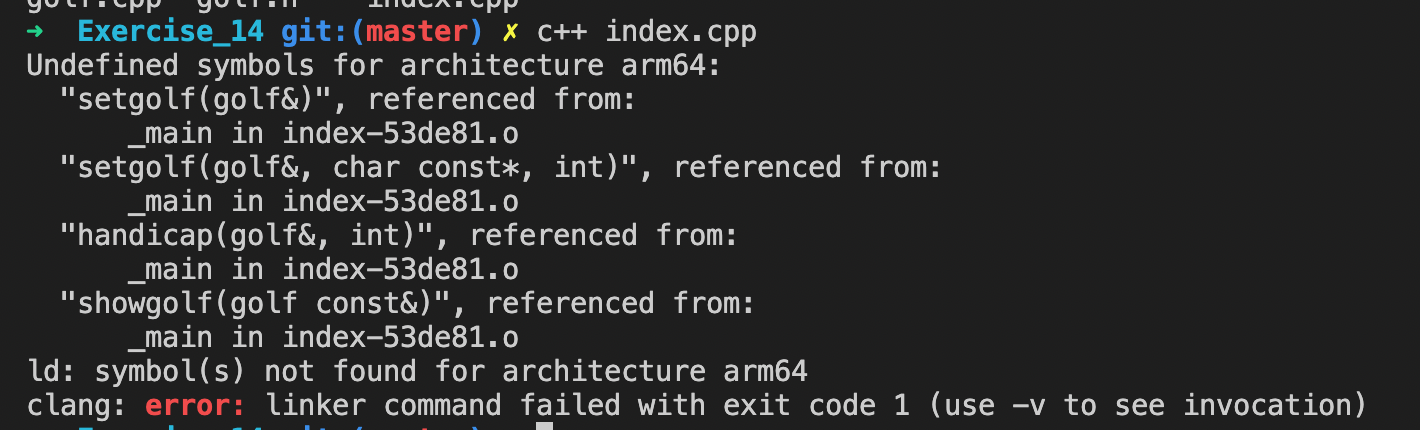 golf.cpp golf.h index.cpp
➜ Exercise_14 git:(master) ✗ c++ index.cpp
Undefined symbols for architecture arm64:
"setgolf(golf&)", referenced from:
_main in index-53de81.o
"setgolf(golf&, char const*, int)", referenced from:
_main in index-53de81.o
"handicap(golf&, int)", referenced from:
_main in index-53de81.o
"showgolf(golf const&)", referenced from:
_main in index-53de81.o
ld: symbol(s) not found for architecture arm64
clang: error: linker command failed with exit code 1 (use -v to see invocation)